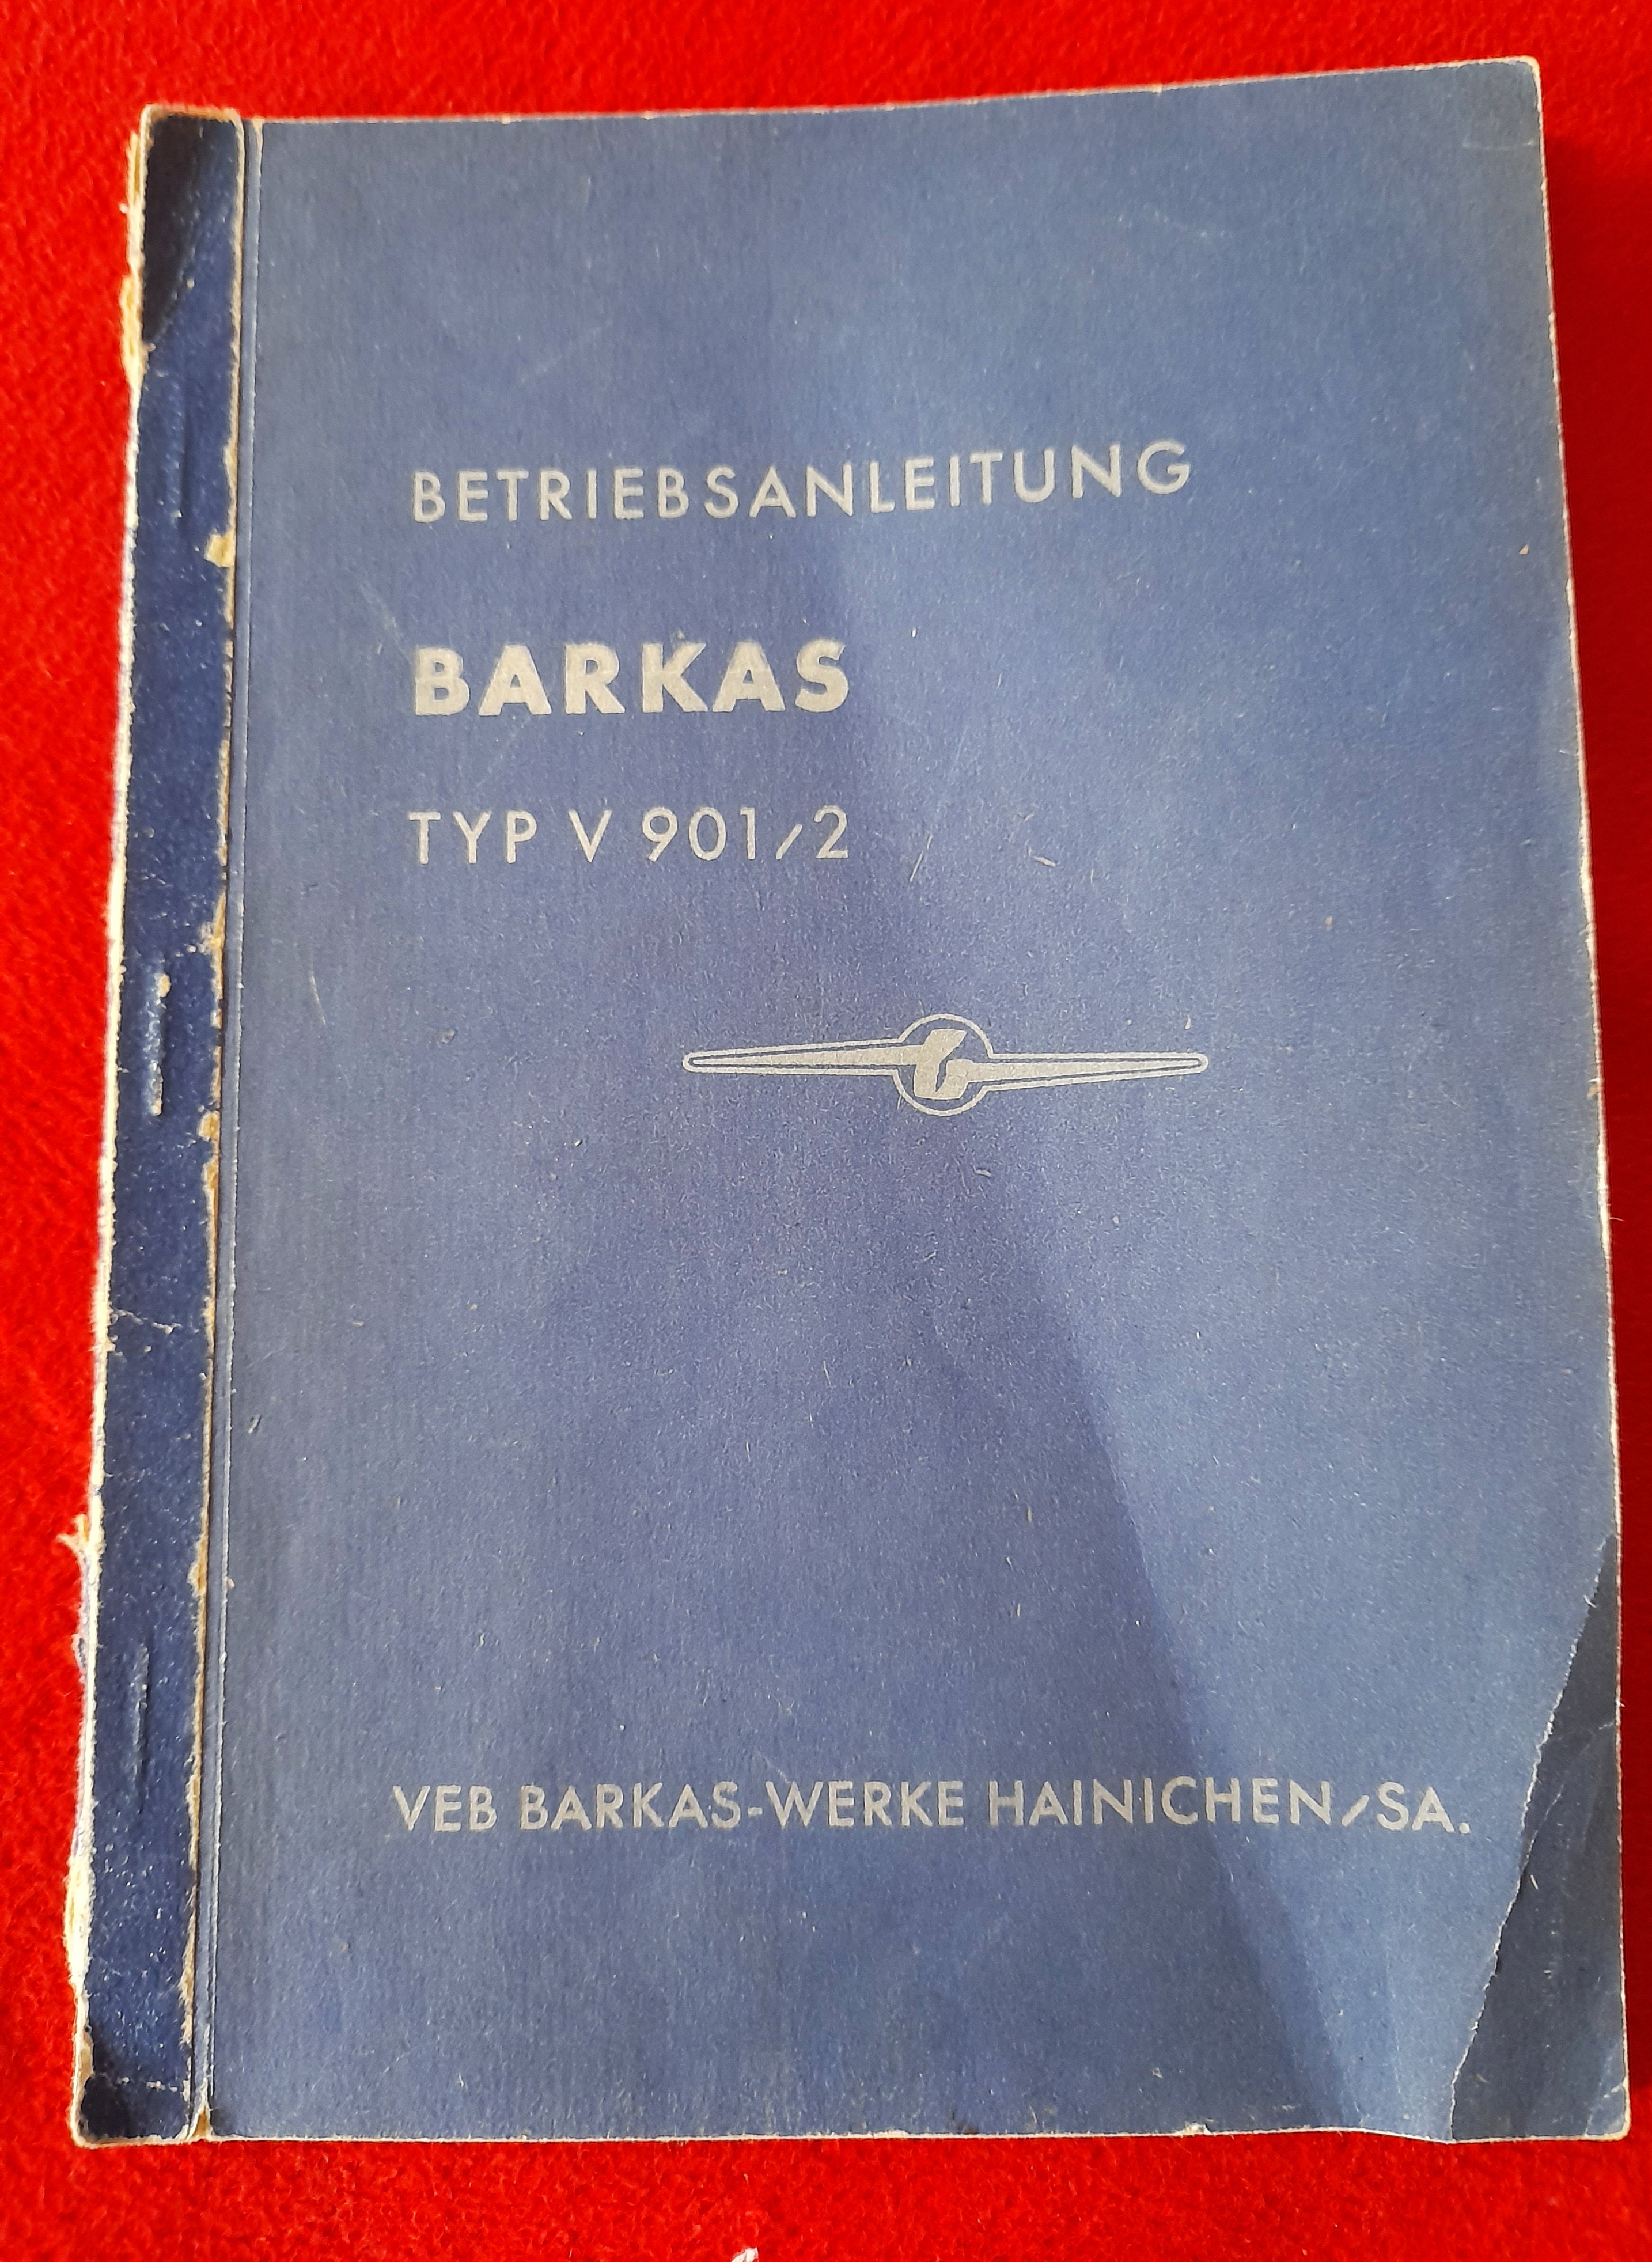 BETRIEBSANLEITUNG
BARKAS
TYP V 901/2
VEB BARKAS-WERKE HAINICHEN/SA.